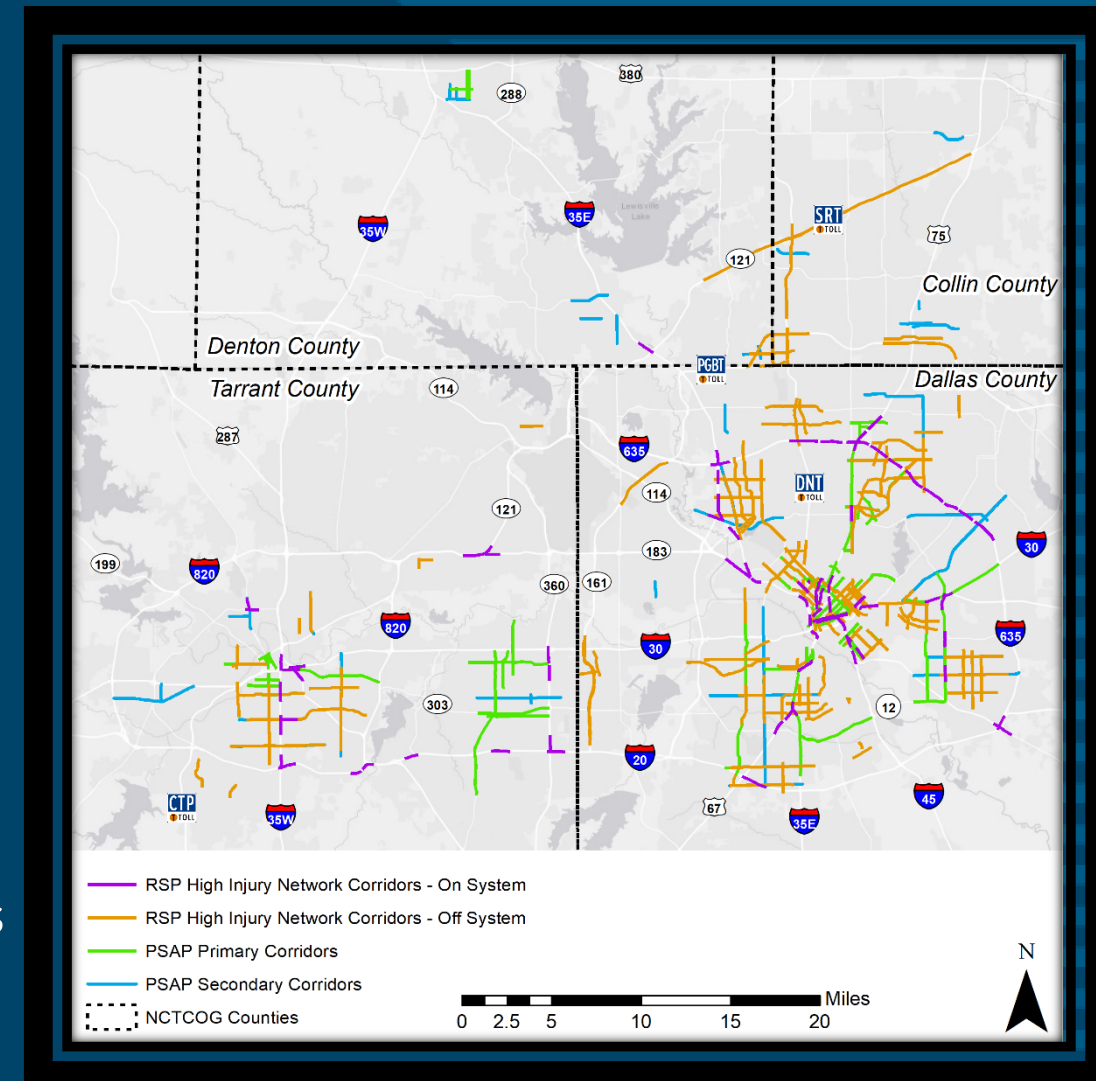 380
288
Lewisville
Lake
35W
35E
SRT
TOLL
75
121
Collin County
Denton County
PGBT
TOLL
Tarrant County
114
Dallas County
287
635
DNT
TOLL
114
121
30
183
199
820
360
161
820
635
30
303
12
20
CTP
TOLL
67
45
35W
35E
RSP High Injury Network Corridors - On System
RSP High Injury Network Corridors - Off System
PSAP Primary Corridors
PSAP Secondary Corridors
NCTCOG Counties
Miles
0 2.5 5 10 15 20
N